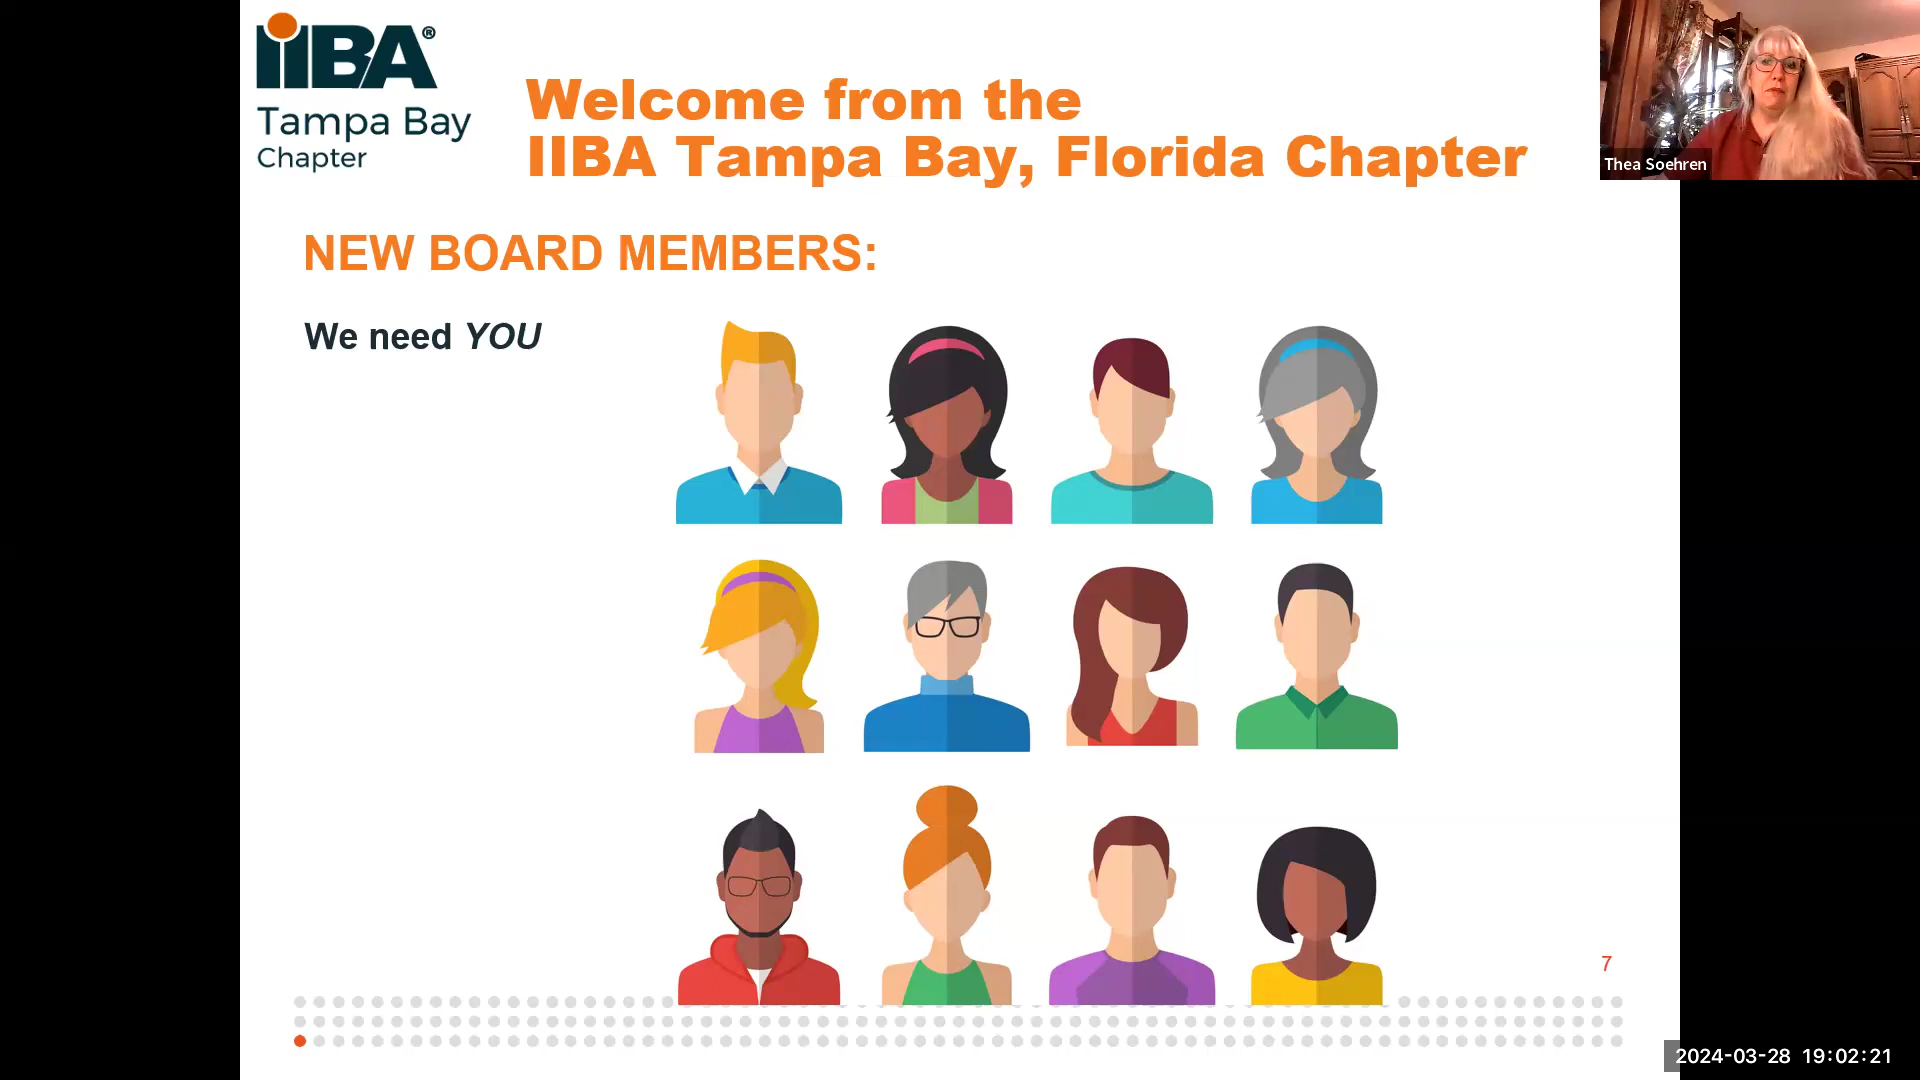 IIBA®
Tampa Bay
Chapter
Welcome from the
IIBA Tampa Bay, Florida Chapter
Thea Soehren
NEW BOARD MEMBERS:
We need YOU
7
2024-03-28 19:02:21